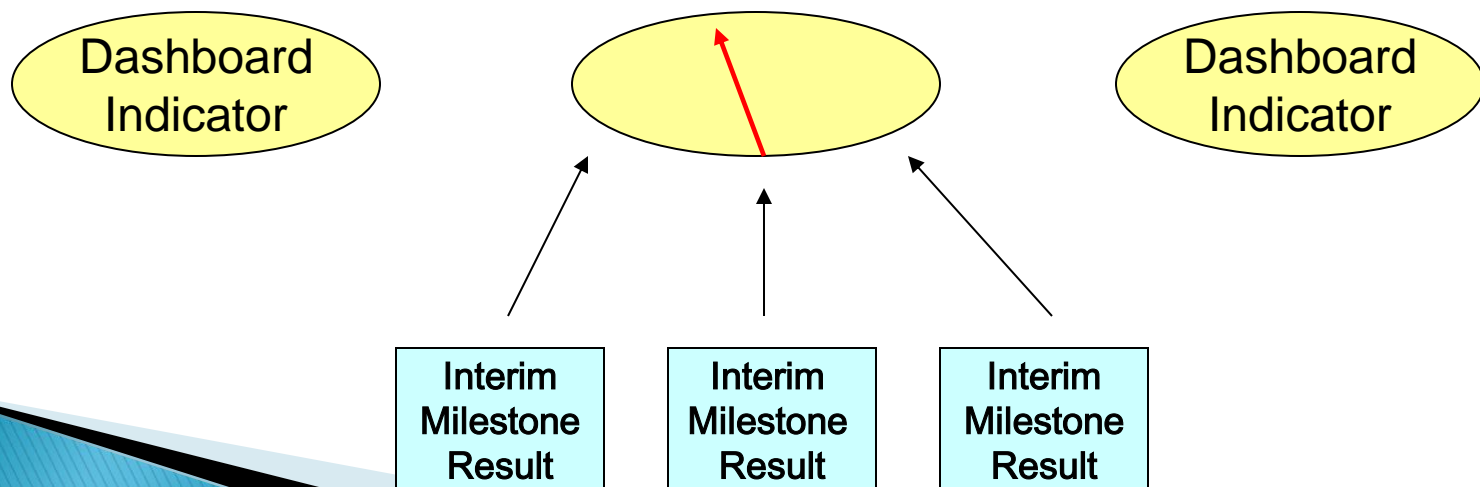 Dashboard
Indicator
Dashboard
Indicator
Interim
Milestone
Result
Interim
Milestone
Result
Interim
Milestone
Result